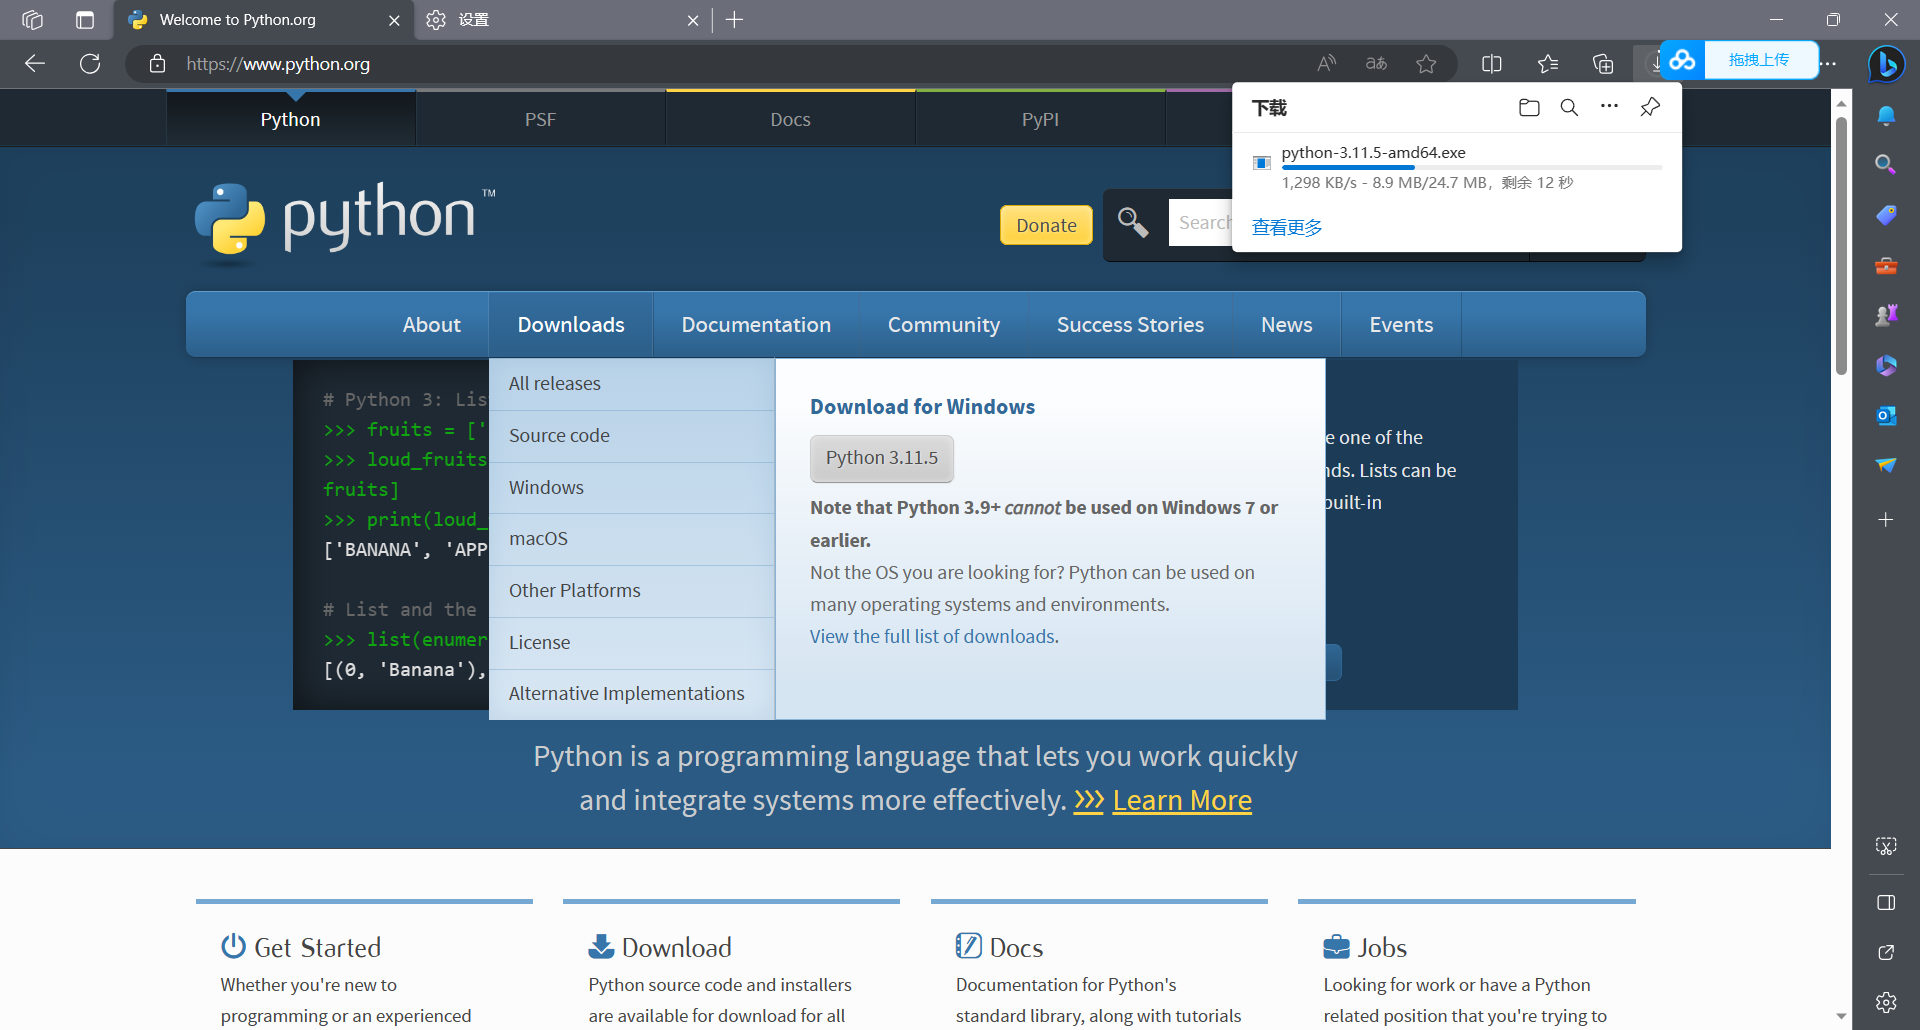 Welcome to Python.org
设置
https://www.python.org
aあ
拖拽上传
Python
PSF
Docs
PyPI
下载
python-3.11.5-amd64.exe
1,298 KB/s - 8.9 MB/24.7 MB，剩余 12 秒
查看更多
python™
Donate
Search
About
Downloads
Documentation
Community
Success Stories
News
Events
# Python 3: Lis
>>> fruits = ['
>>> loud_fruits
fruits]
>>> print(loud_
['BANANA', 'APP
# List and the
>>> list(enumer
[(0, 'Banana'),
All releases
Source code
Windows
macOS
Other Platforms
License
Alternative Implementations
Download for Windows
Python 3.11.5
Note that Python 3.9+ cannot be used on Windows 7 or
earlier.
Not the OS you are looking for? Python can be used on
many operating systems and environments.
View the full list of downloads.
e one of the
nds. Lists can be
built-in
Python is a programming language that lets you work quickly
and integrate systems more effectively. >>> Learn More
Get Started
Whether you're new to
programming or an experienced
Download
Python source code and installers
are available for download for all
Docs
Documentation for Python's
standard library, along with tutorials
Jobs
Looking for work or have a Python
related position that you're trying to